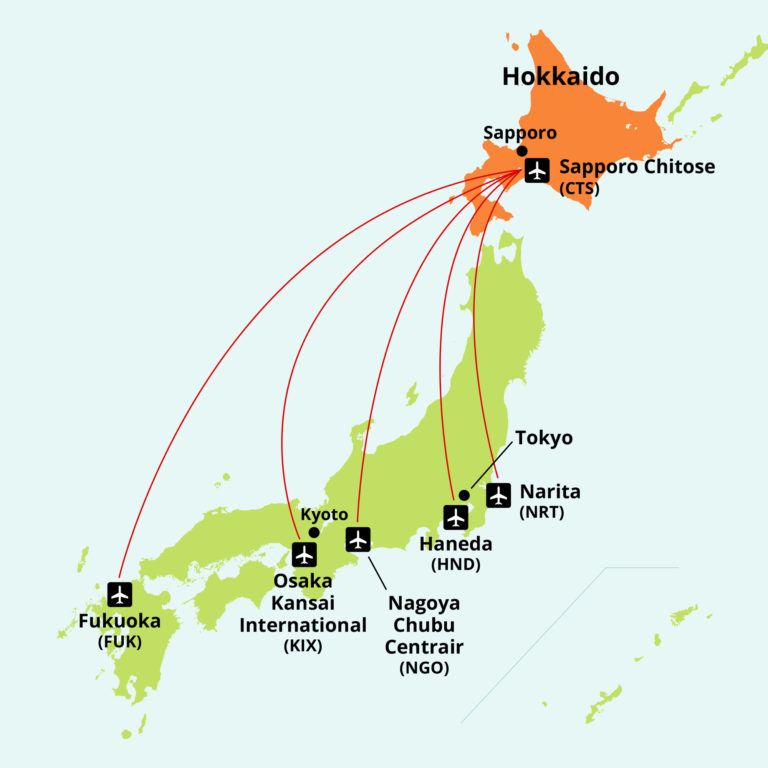 Hokkaido
Sapporo
Sapporo Chitose
(CTS)
Tokyo
Narita
(NRT)
Kyoto
Haneda
(HND)
Osaka
Kansai
International
(KIX)
Nagoya
Chubu
Centrair
(NGO)
Fukuoka
(FUK)